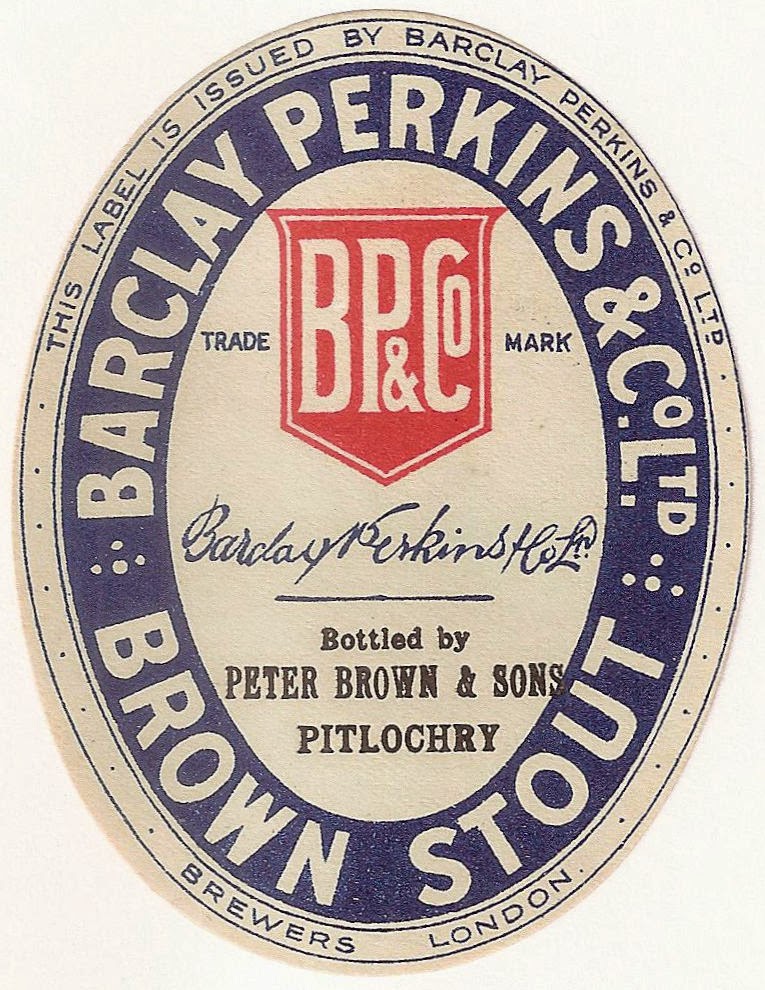 THIS LABEL IS ISSUED BY BARCLAY PERKINS & Co LTD.
BARCLAY PERKINS & Co. LTD
BP&Co
TRADE MARK
Barclay Perkins & Co Ld.
Bottled by
PETER BROWN & SONS
PITLOCHRY
BROWN STOUT
BREWERS LONDON.